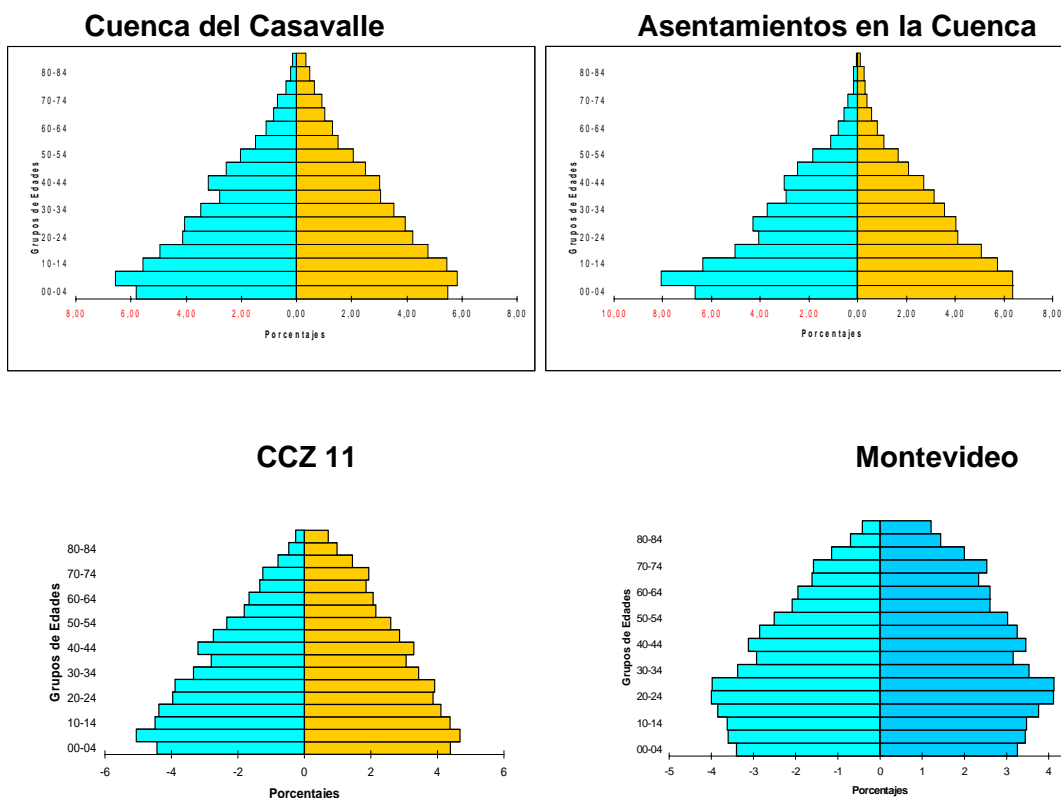 Cuenca del Casavalle
Grupos de Edades
80-84
70-74
60-64
50-54
40-44
30-34
20-24
10-14
00-04
8,00 6,00 4,00 2,00 0,00 2,00 4,00 6,00 8,00
Porcentajes
Asentamientos en la Cuenca
Grupos de Edades
80-84
70-74
60-64
50-54
40-44
30-34
20-24
10-14
00-04
10,00 8,00 6,00 4,00 2,00 0,00 2,00 4,00 6,00 8,00
Porcentajes
CCZ 11
Grupos de Edades
80-84
70-74
60-64
50-54
40-44
30-34
20-24
10-14
00-04
-6 -4 -2 0 2 4 6
Porcentajes
Montevideo
Grupos de Edades
80-84
70-74
60-64
50-54
40-44
30-34
20-24
10-14
00-04
-5 -4 -3 -2 -1 0 1 2 3 4
Porcentajes